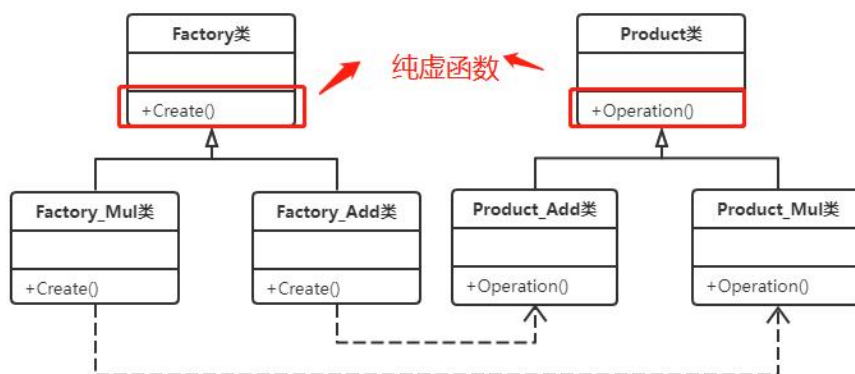 Factory类
Product类
纯虚函数
+Create()
+Operation()
Factory_Mul类
Factory_Add类
Product_Add类
Product_Mul类
+Create()
+Create()
+Operation()
+Operation()